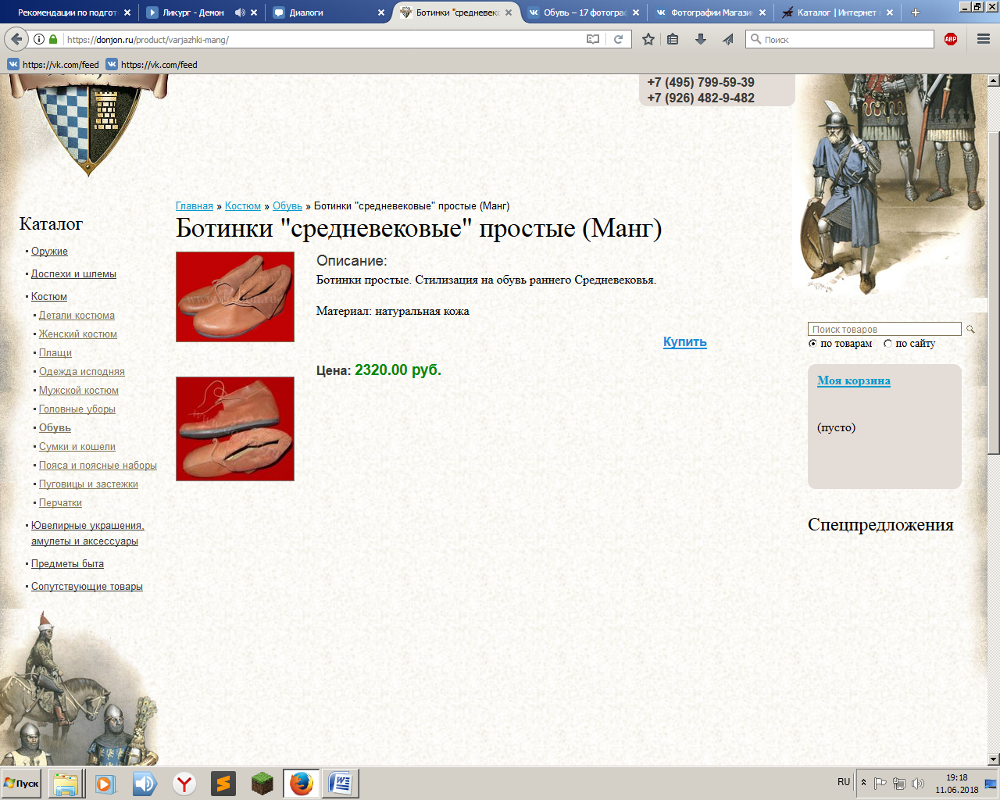 Рекомендации по подгот
Ликург - Демон
Диалоги
Ботинки "средневеко
Обувь – 17 фотогра
Фотографии Магази
Каталог | Интернет
https://donjon.ru/product/varjazhki-mang/
Поиск
ABP
https://vk.com/feed
https://vk.com/feed
+7 (495) 799-59-39
+7 (926) 482-9-482
Главная » Костюм » Обувь » Ботинки "средневековые" простые (Манг)
Ботинки "средневековые" простые (Манг)
Каталог
Оружие
Доспехи и шлемы
Костюм
Детали костюма
Женский костюм
Плащи
Одежда исподняя
Мужской костюм
Головные уборы
Обувь
Сумки и кошели
Пояса и поясные наборы
Пуговицы и застежки
Перчатки
Ювелирные украшения,
амулеты и аксессуары
Предметы быта
Сопутствующие товары
Описание:
Ботинки простые. Стилизация на обувь раннего Средневековья.
Материал: натуральная кожа
Купить
Цена: 2320.00 руб.
Поиск товаров
по товарам по сайту
Моя корзина
(пусто)
Спецпредложения
Пуск
RU
19:18
11.06.2018